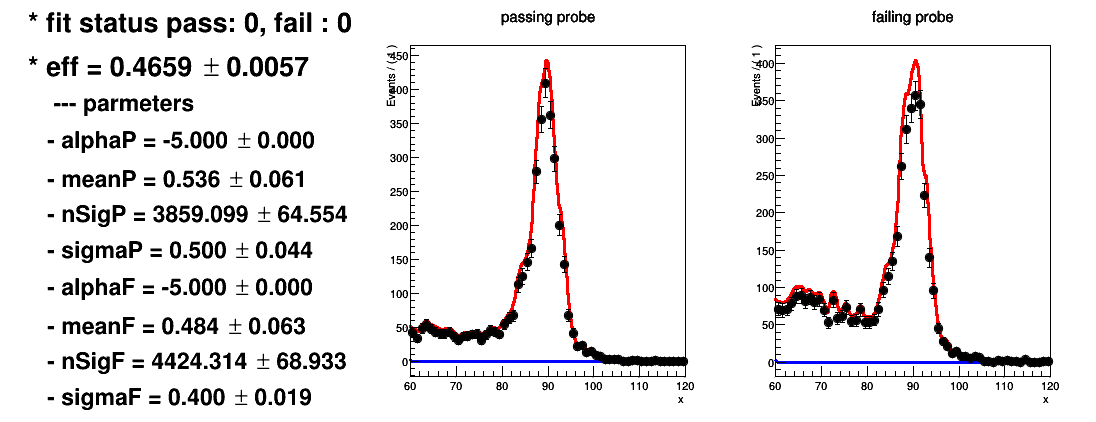 * fit status pass: 0, fail : 0
* eff = 0.4659 ± 0.0057
--- parmeters
- alphaP = -5.000 ± 0.000
- meanP = 0.536 ± 0.061
- nSigP = 3859.099 ± 64.554
- sigmaP = 0.500 ± 0.044
- alphaF = -5.000 ± 0.000
- meanF = 0.484 ± 0.063
- nSigF = 4424.314 ± 68.933
- sigmaF = 0.400 ± 0.019
passing probe
Events / ( 1 )
450
400
350
300
250
200
150
100
50
0
60 70 80 90 100 110 120
x
failing probe
Events / ( 1 )
400
350
300
250
200
150
100
50
0
60 70 80 90 100 110 120
x